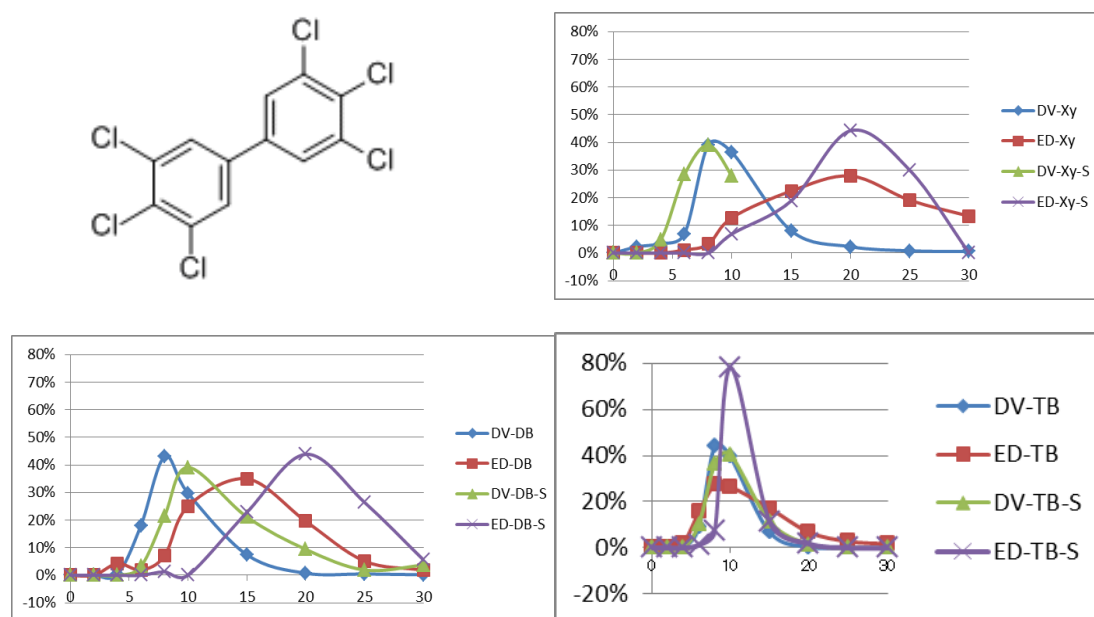 Cl
Cl
Cl
Cl
Cl
Cl
80%
70%
60%
50%
40%
30%
20%
10%
0%
-10%
0 5 10 15 20 25 30
DV-Xy
ED-Xy
DV-Xy-S
ED-Xy-S
80%
70%
60%
50%
40%
30%
20%
10%
0%
-10%
0 5 10 15 20 25 30
DV-DB
ED-DB
DV-DB-S
ED-DB-S
80%
60%
40%
20%
0%
-20%
0 10 20 30
DV-TB
ED-TB
DV-TB-S
ED-TB-S